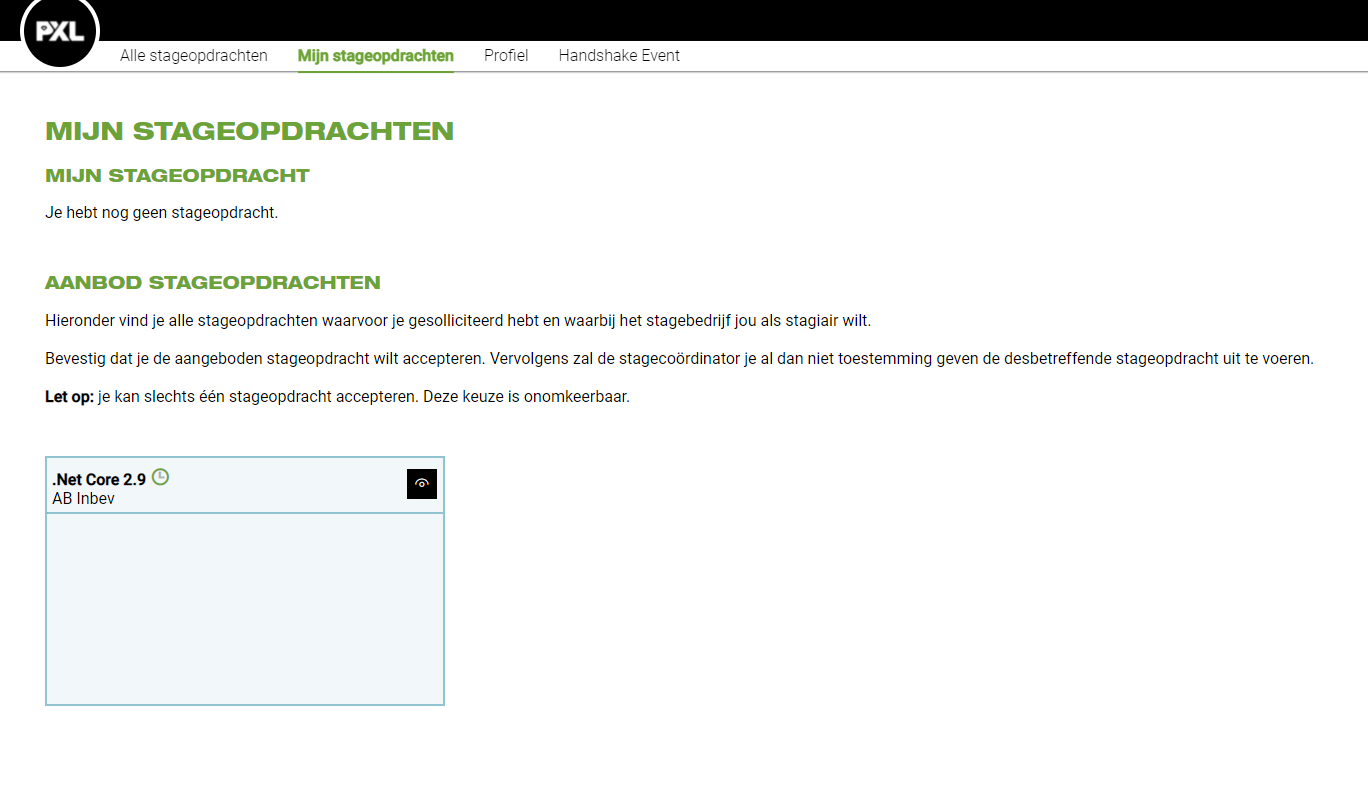 PXL
Alle stageopdrachten Mijn stageopdrachten Profiel Handshake Event
MIJN STAGEOPDRACHTEN
MIJN STAGEOPDRACHT
Je hebt nog geen stageopdracht.
AANBOD STAGEOPDRACHTEN
Hieronder vind je alle stageopdrachten waarvoor je gesolliciteerd hebt en waarbij het stagebedrijf jou als stagiair wilt.
Bevestig dat je de aangeboden stageopdracht wilt accepteren. Vervolgens zal de stagecoördinator je al dan niet toestemming geven de desbetreffende stageopdracht uit te voeren.
Let op: je kan slechts één stageopdracht accepteren. Deze keuze is onomkeerbaar.
.Net Core 2.9
AB Inbev